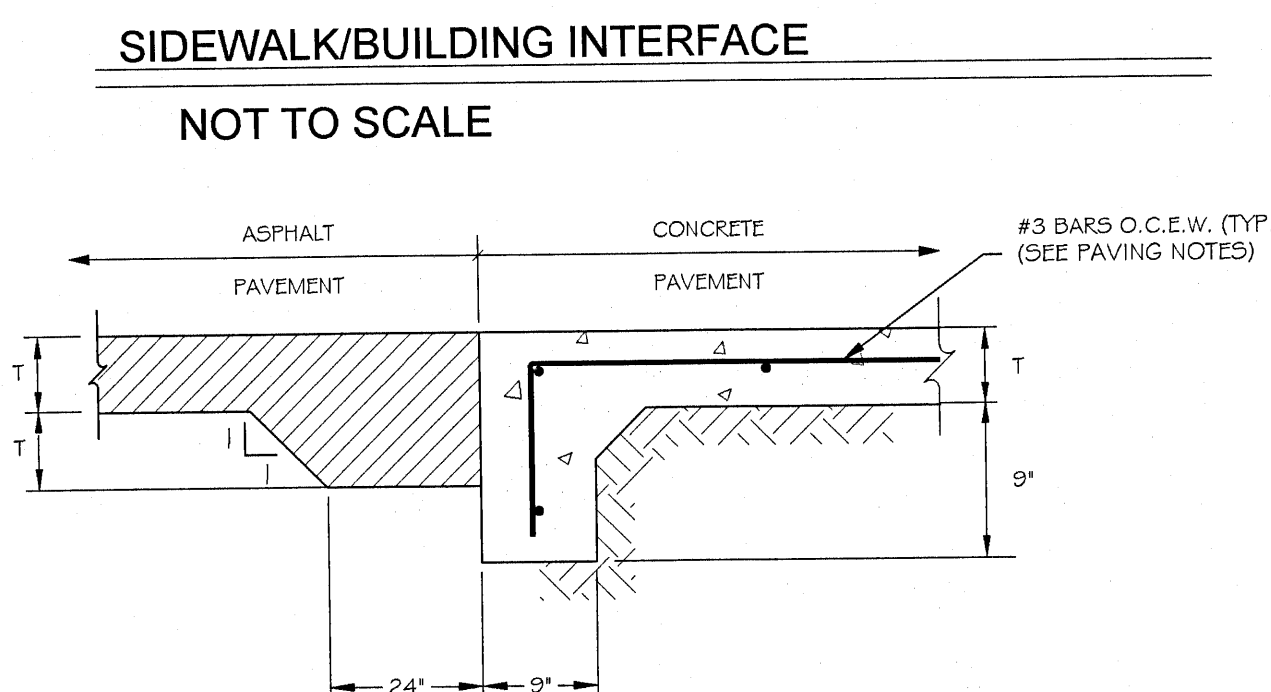 SIDEWALK/BUILDING INTERFACE
NOT TO SCALE
ASPHALT
PAVEMENT
CONCRETE
PAVEMENT
#3 BARS O.C.E.W. (TYP
(SEE PAVING NOTES)
T
T
1
1
T
9"
24"
9"